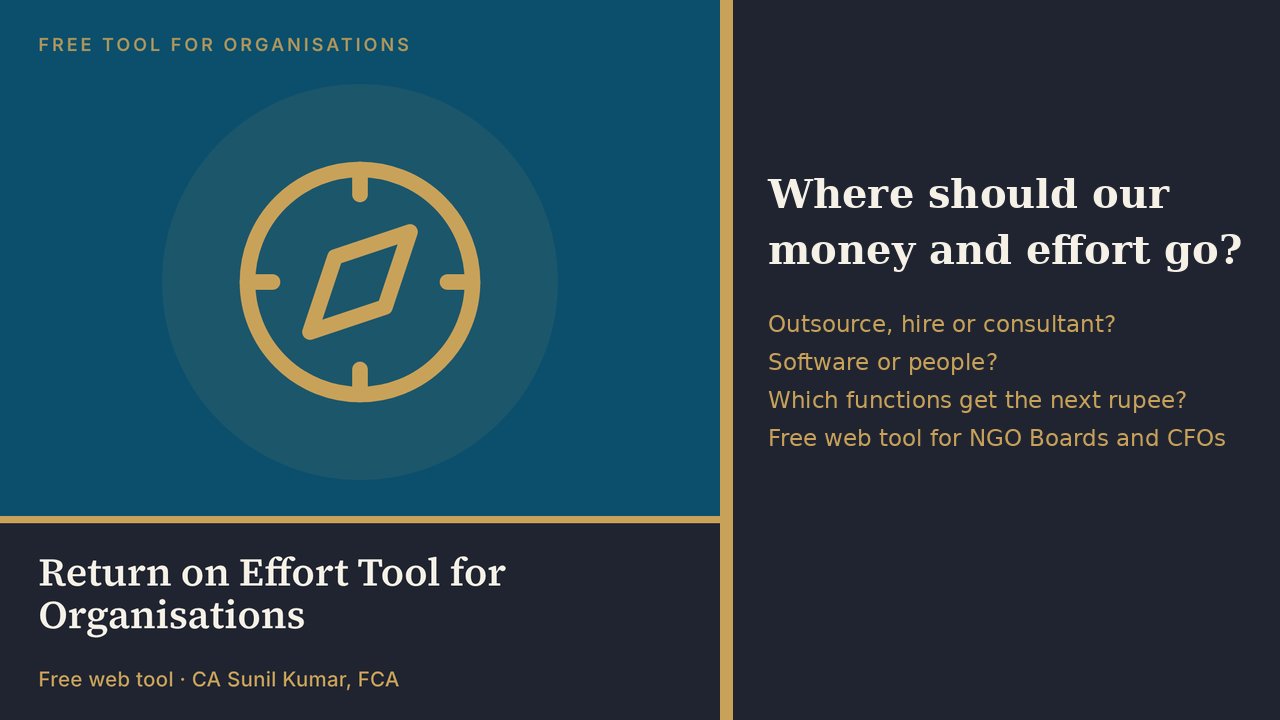 FREE TOOL FOR ORGANISATIONS
Return on Effort Tool for
Organisations
Free web tool · CA Sunil Kumar, FCA
Where should our
money and effort go?
Outsource, hire or consultant?
Software or people?
Which functions get the next rupee?
Free web tool for NGO Boards and CFOs